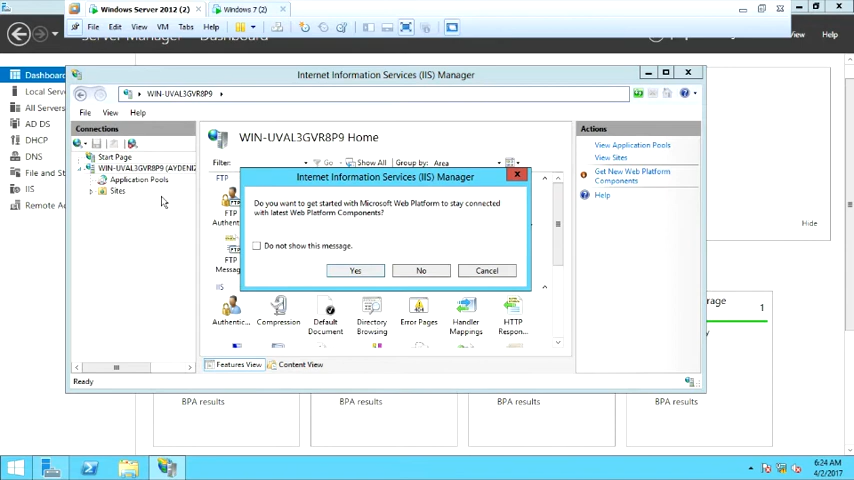 Windows Server 2012 (2)
Windows 7 (2)
File
Edit
View
VM
Tabs
Help
View
Help
Dashboard
Local Serve
All Servers
AD DS
DHCP
DNS
File and St
IIS
Remote Ac
Internet Information Services (IIS) Manager
WIN-UVAL3GVR8P9
File
View
Help
Connections
Start Page
WIN-UVAL3GVR8P9 (AYDENIZ
Application Pools
Sites
WIN-UVAL3GVR8P9 Home
Filter:
Go
Show All
Group by:
Area
FTP
FTP
Authent
FTP
Messag
Internet Information Services (IIS) Manager
Do you want to get started with Microsoft Web Platform to stay connected
with latest Web Platform Components?
Do not show this message.
Yes
No
Cancel
IIS
Authentic...
Compression
Default
Document
Directory
Browsing
Error Pages
Handler
Mappings
HTTP
Respon...
Features View
Content View
Actions
View Application Pools
View Sites
Get New Web Platform
Components
Help
Ready
Hide
rage
1
BPA results
BPA results
BPA results
BPA results
6:24 AM
4/2/2017